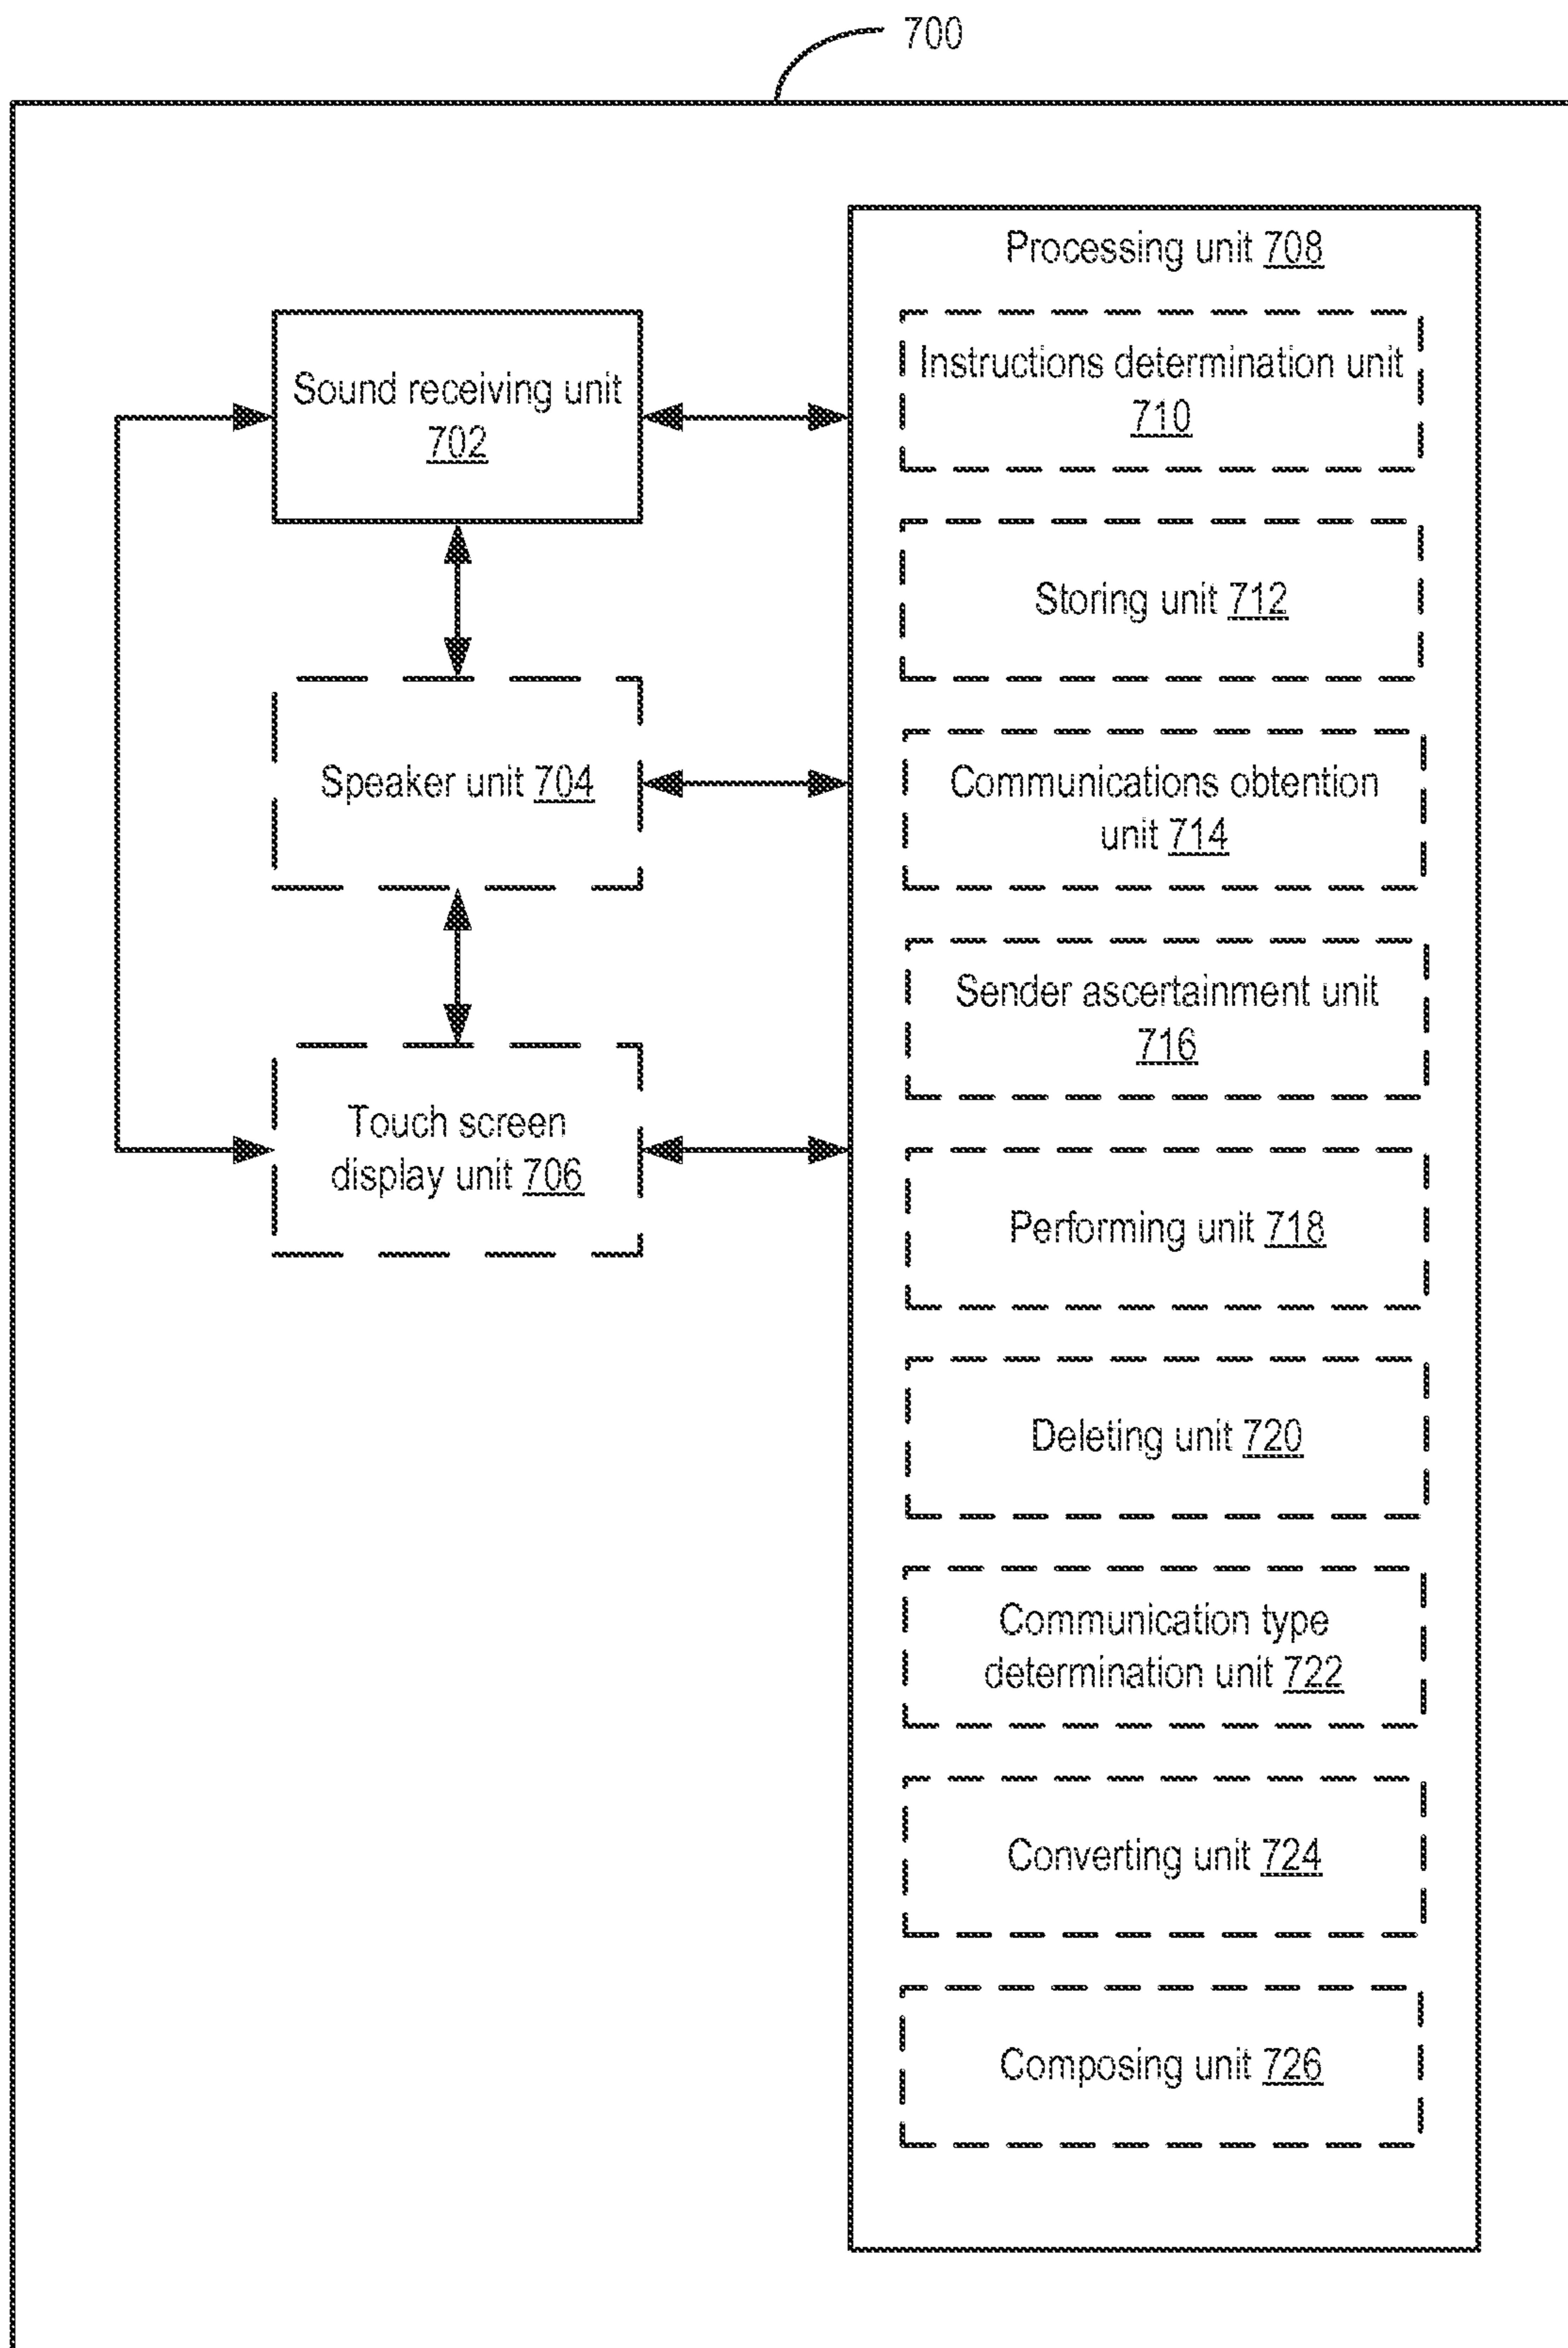 700
Processing unit 708
Sound receiving unit
702
Instructions determination unit
710
Storing unit 712
Speaker unit 704
Communications obtention
unit 714
Sender ascertainment unit
716
Touch screen
display unit 706
Performing unit 718
Deleting unit 720
Communication type
determination unit 722
Converting unit 724
Composing unit 726